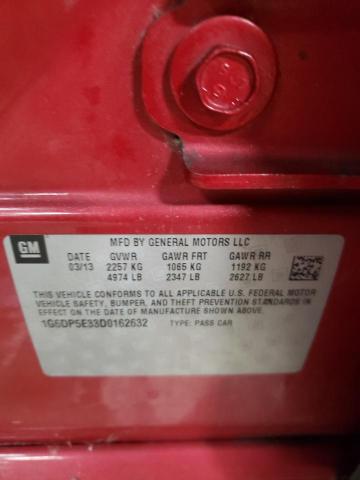 GM
MFD BY GENERAL MOTORS LLC
DATE GVWR GAWR FRT GAWR RR
03/13 2257 KG 1065 KG 1192 KG
4974 LB 2347 LB 2627 LB
THIS VEHICLE CONFORMS TO ALL APPLICABLE U.S. FEDERAL MOTOR
VEHICLE SAFETY, BUMPER, AND THEFT PREVENTION STANDARDS
IN EFFECT ON THE DATE OF MANUFACTURE SHOWN ABOVE.
1G6DP5E33D0162632 TYPE: PASS CAR